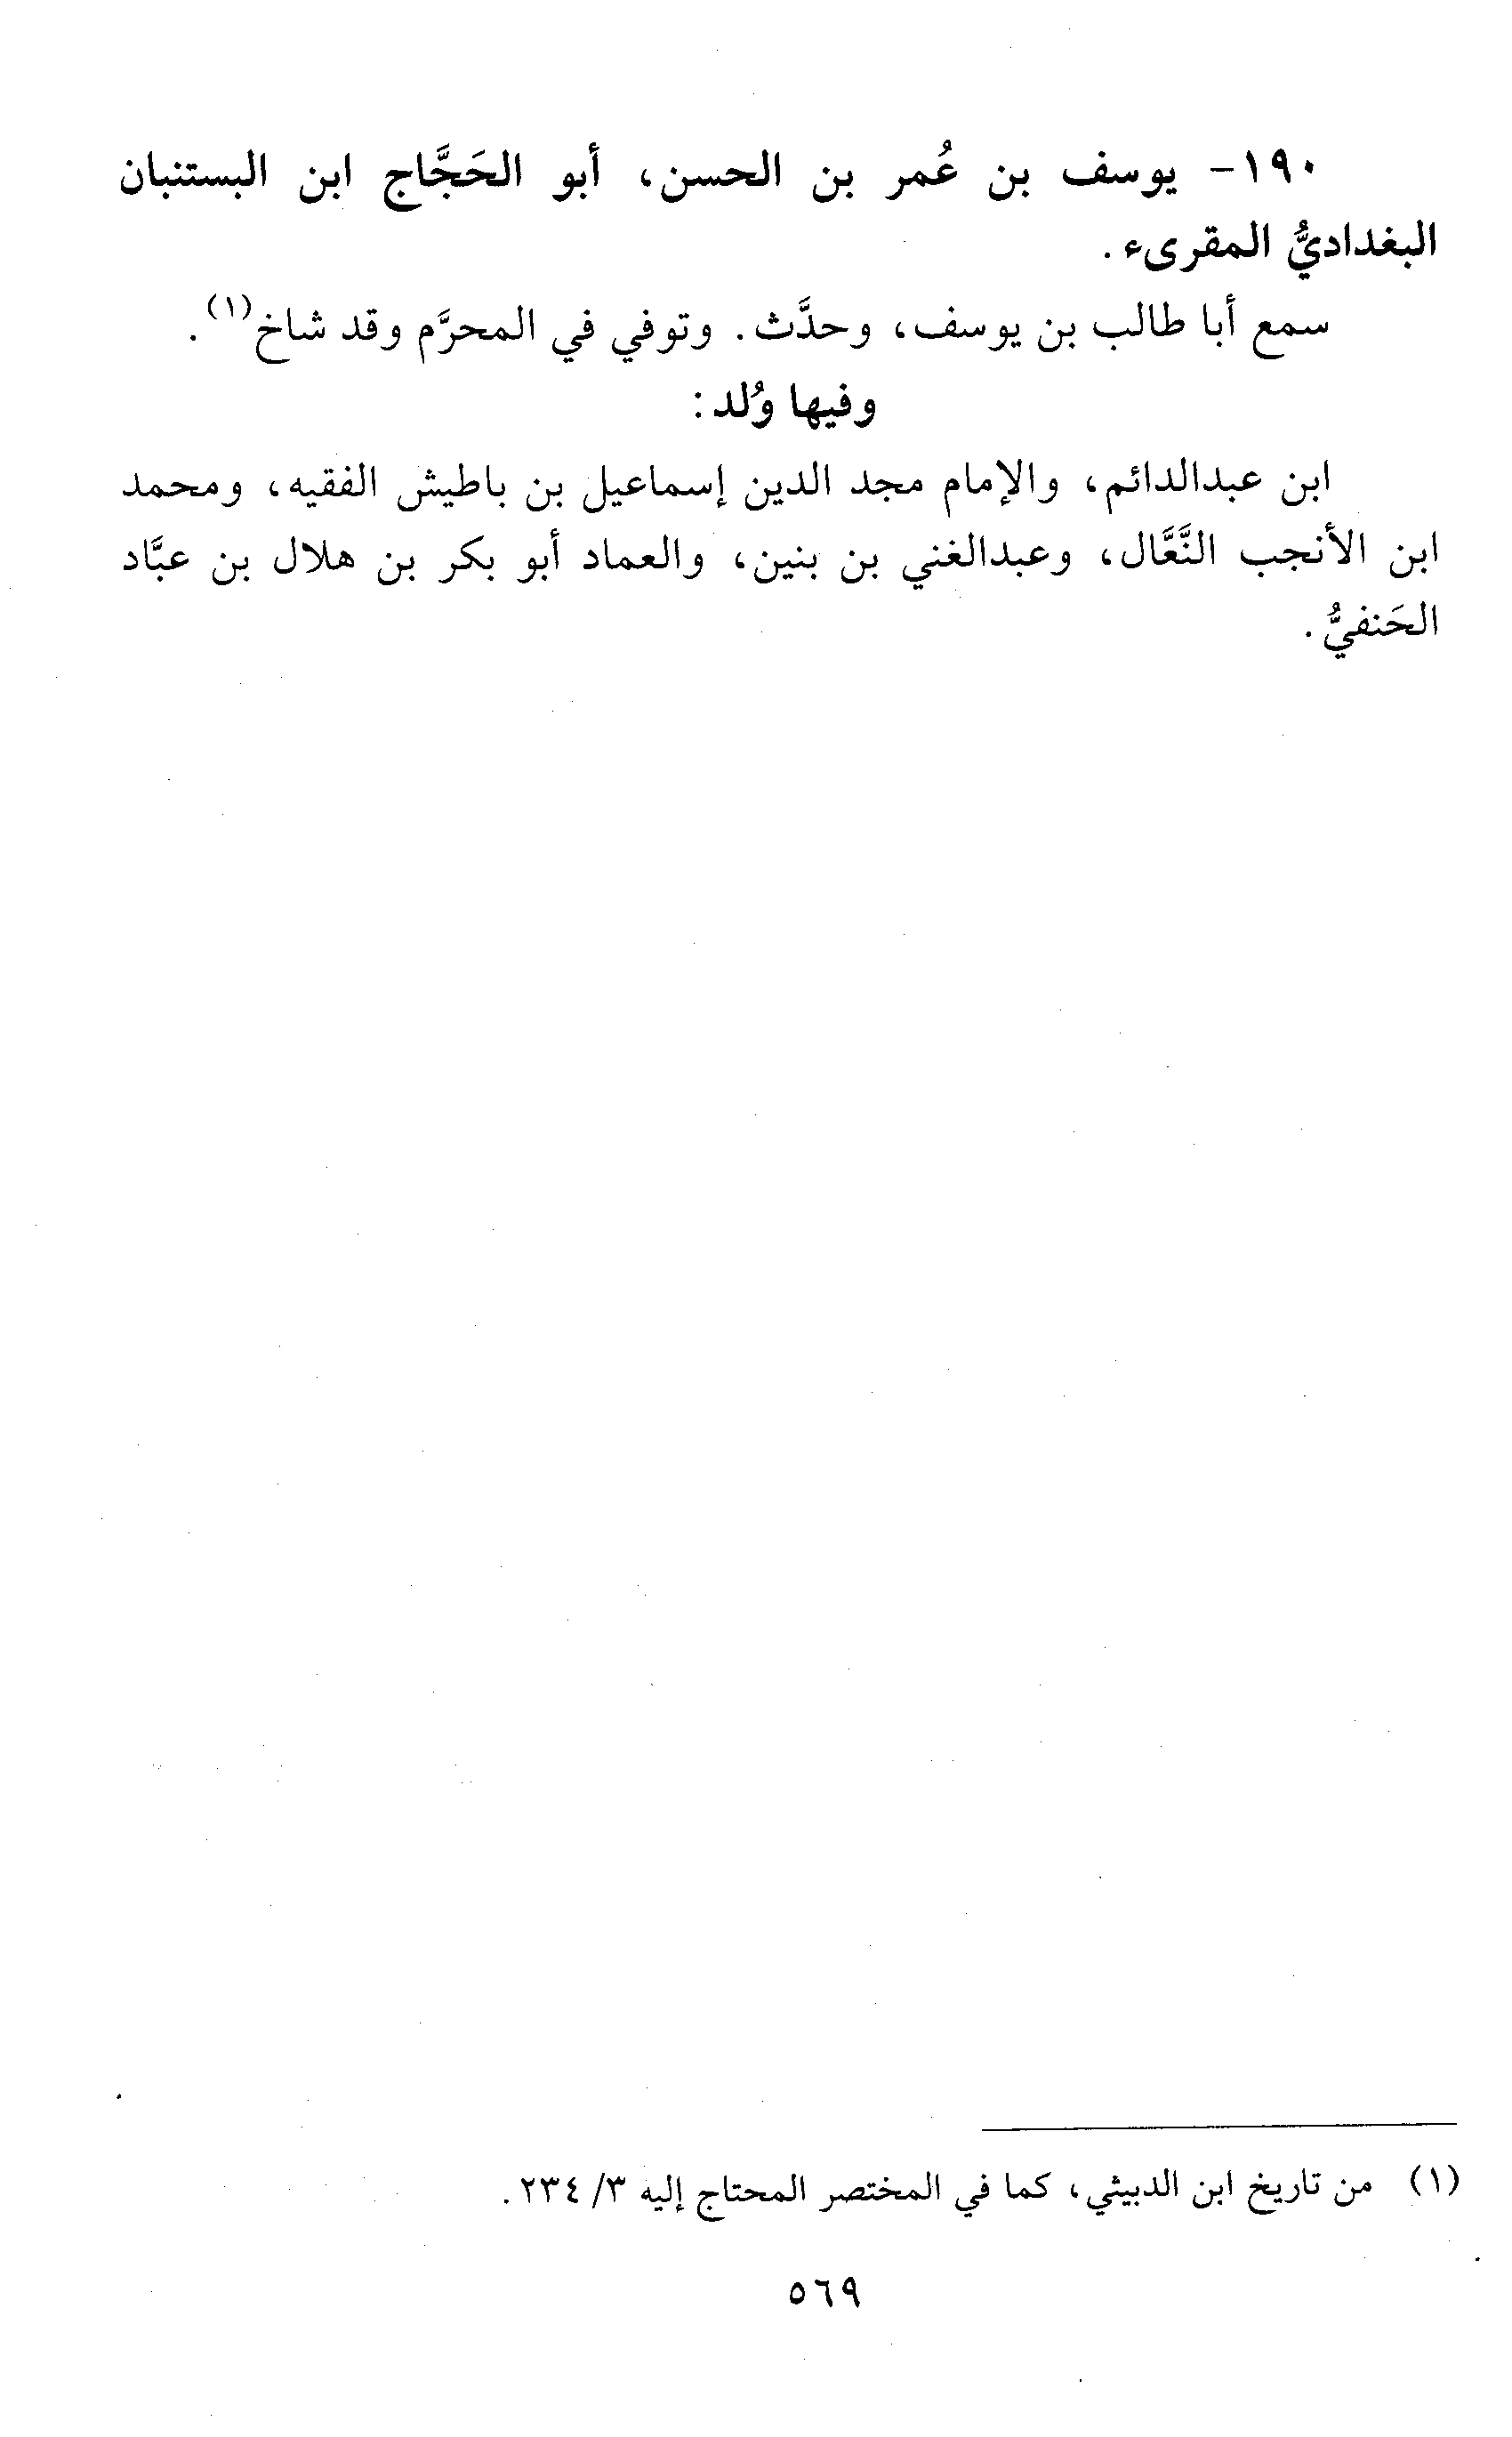 ١٩٠- يوسف بن عُمر بن الحسن، أبو الحَجَّاج ابن البستنبان
البغداديُّ المقرىء.
سمع أبا طالب بن يوسف، وحدَّث. وتوفي في المحرَّم وقد شاخ(١).
وفيها وُلد:
ابن عبدالدائم، والإمام مجد الدين إسماعيل بن باطيش الفقيه، ومحمد
ابن الأنجب النَّعَّال، وعبدالغني بن بنين، والعماد أبو بكر بن هلال بن عبَّاد
الحَنفيُّ.
(١) من تاريخ ابن الدبيثي، كما في المختصر المحتاج إليه ٣/ ٢٣٤.
٥٦٩